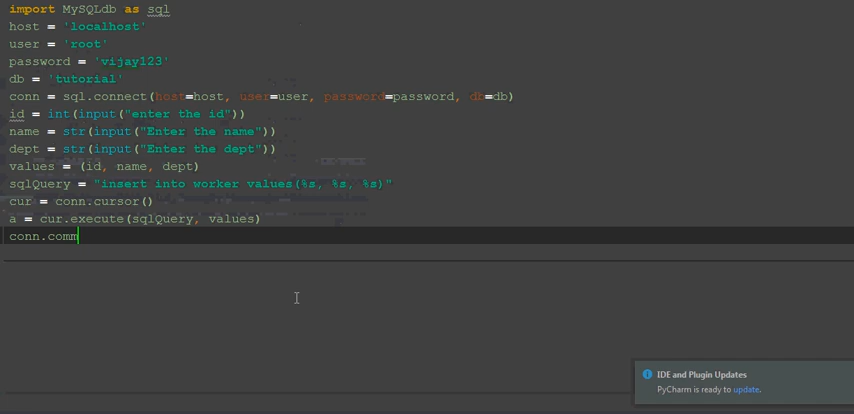 import MySQLdb as sql
host = 'localhost'
user = 'root'
password = 'vijay123'
db = 'tutorial'
conn = sql.connect(host=host, user=user, password=password, db=db)
id = int(input("enter the id"))
name = str(input("Enter the name"))
dept = str(input("Enter the dept"))
values = (id, name, dept)
sqlQuery = "insert into worker values(%s, %s, %s)"
cur = conn.cursor()
a = cur.execute(sqlQuery, values)
conn.comm
IDE and Plugin Updates
PyCharm is ready to update.